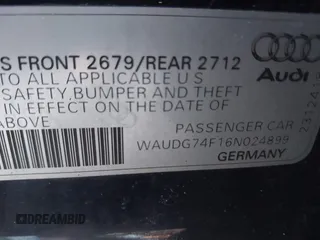 S FRONT 2679/REAR 2712
TO ALL APPLICABLE U S
SAFETY, BUMPER AND THEFT
IN EFFECT ON THE DATE OF
ABOVE.
Audi
PASSENGER CAR
WAUDG74F16N024899
GERMANY
DREAMBID